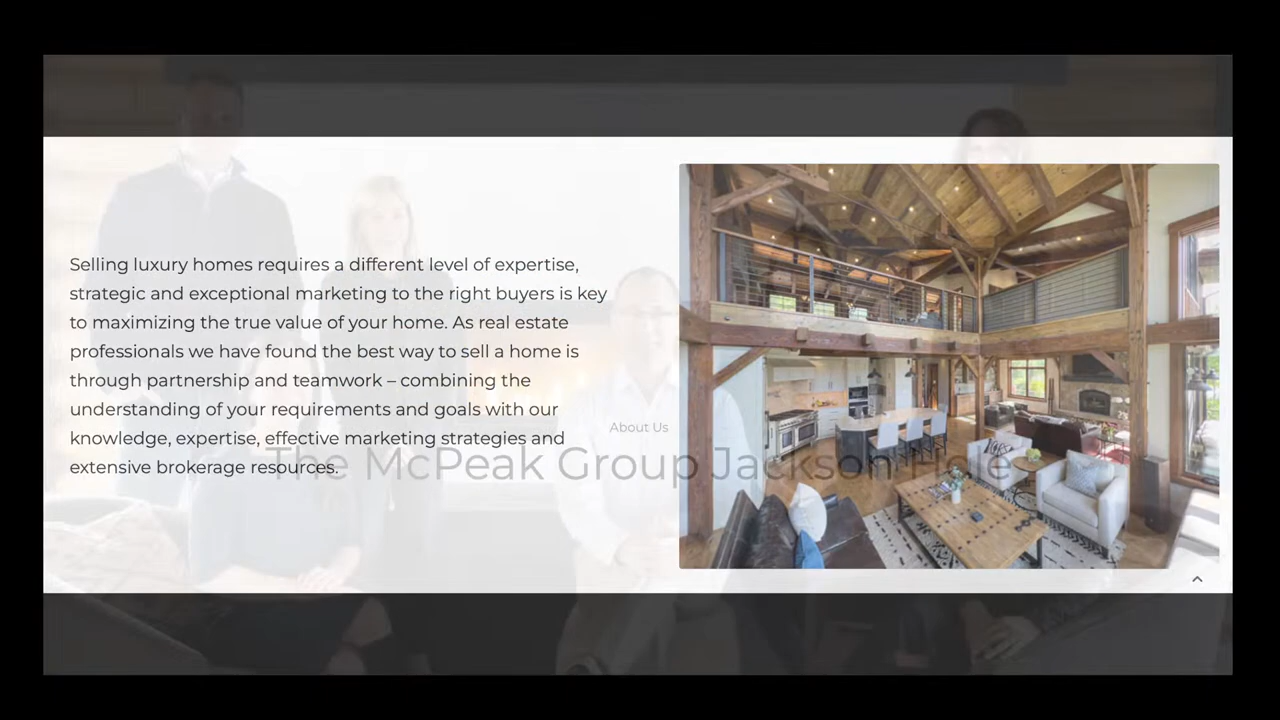 Selling luxury homes requires a different level of expertise,
strategic and exceptional marketing to the right buyers is key
to maximizing the true value of your home. As real estate
professionals we have found the best way to sell a home is
through partnership and teamwork – combining the
understanding of your requirements and goals with our
knowledge, expertise, effective marketing strategies and
extensive brokerage resources.
About Us
The McPeak Group Jackson Hole